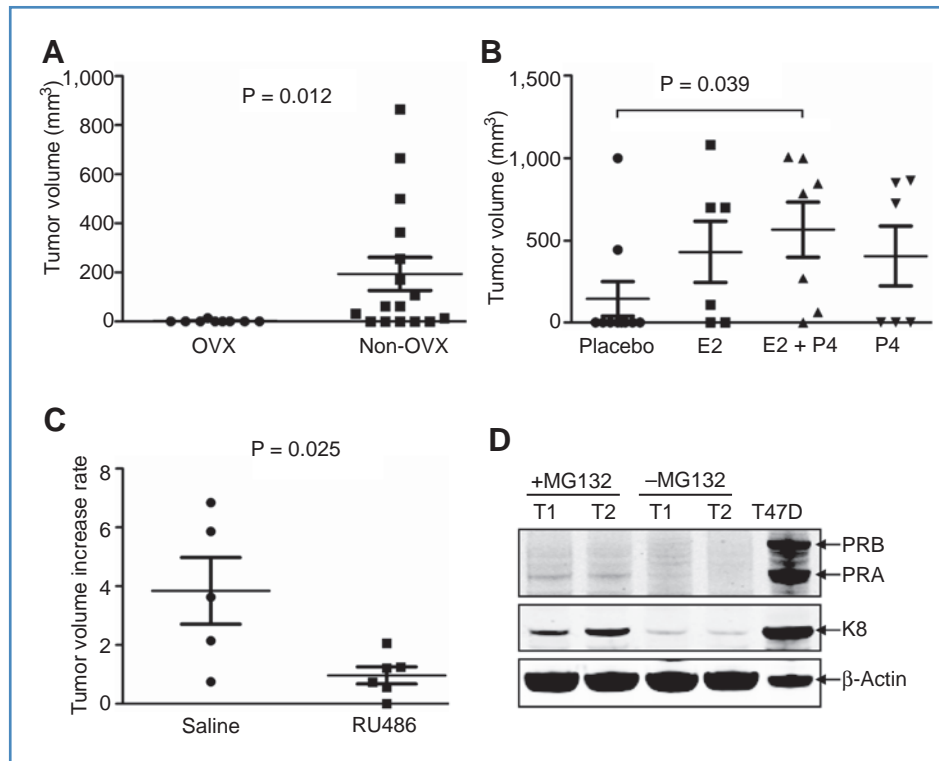 A
Tumor volume (mm³)
1,000
800
600
400
200
0
P = 0.012
OVX
Non-OVX
B
Tumor volume (mm³)
1,500
1,000
500
0
P = 0.039
Placebo
E2
E2 + P4
P4
C
Tumor volume increase rate
8
6
4
2
0
P = 0.025
Saline
RU486
D
+MG132
–MG132
T1
T2
T1
T2
T47D
PRB
PRA
K8
β-Actin